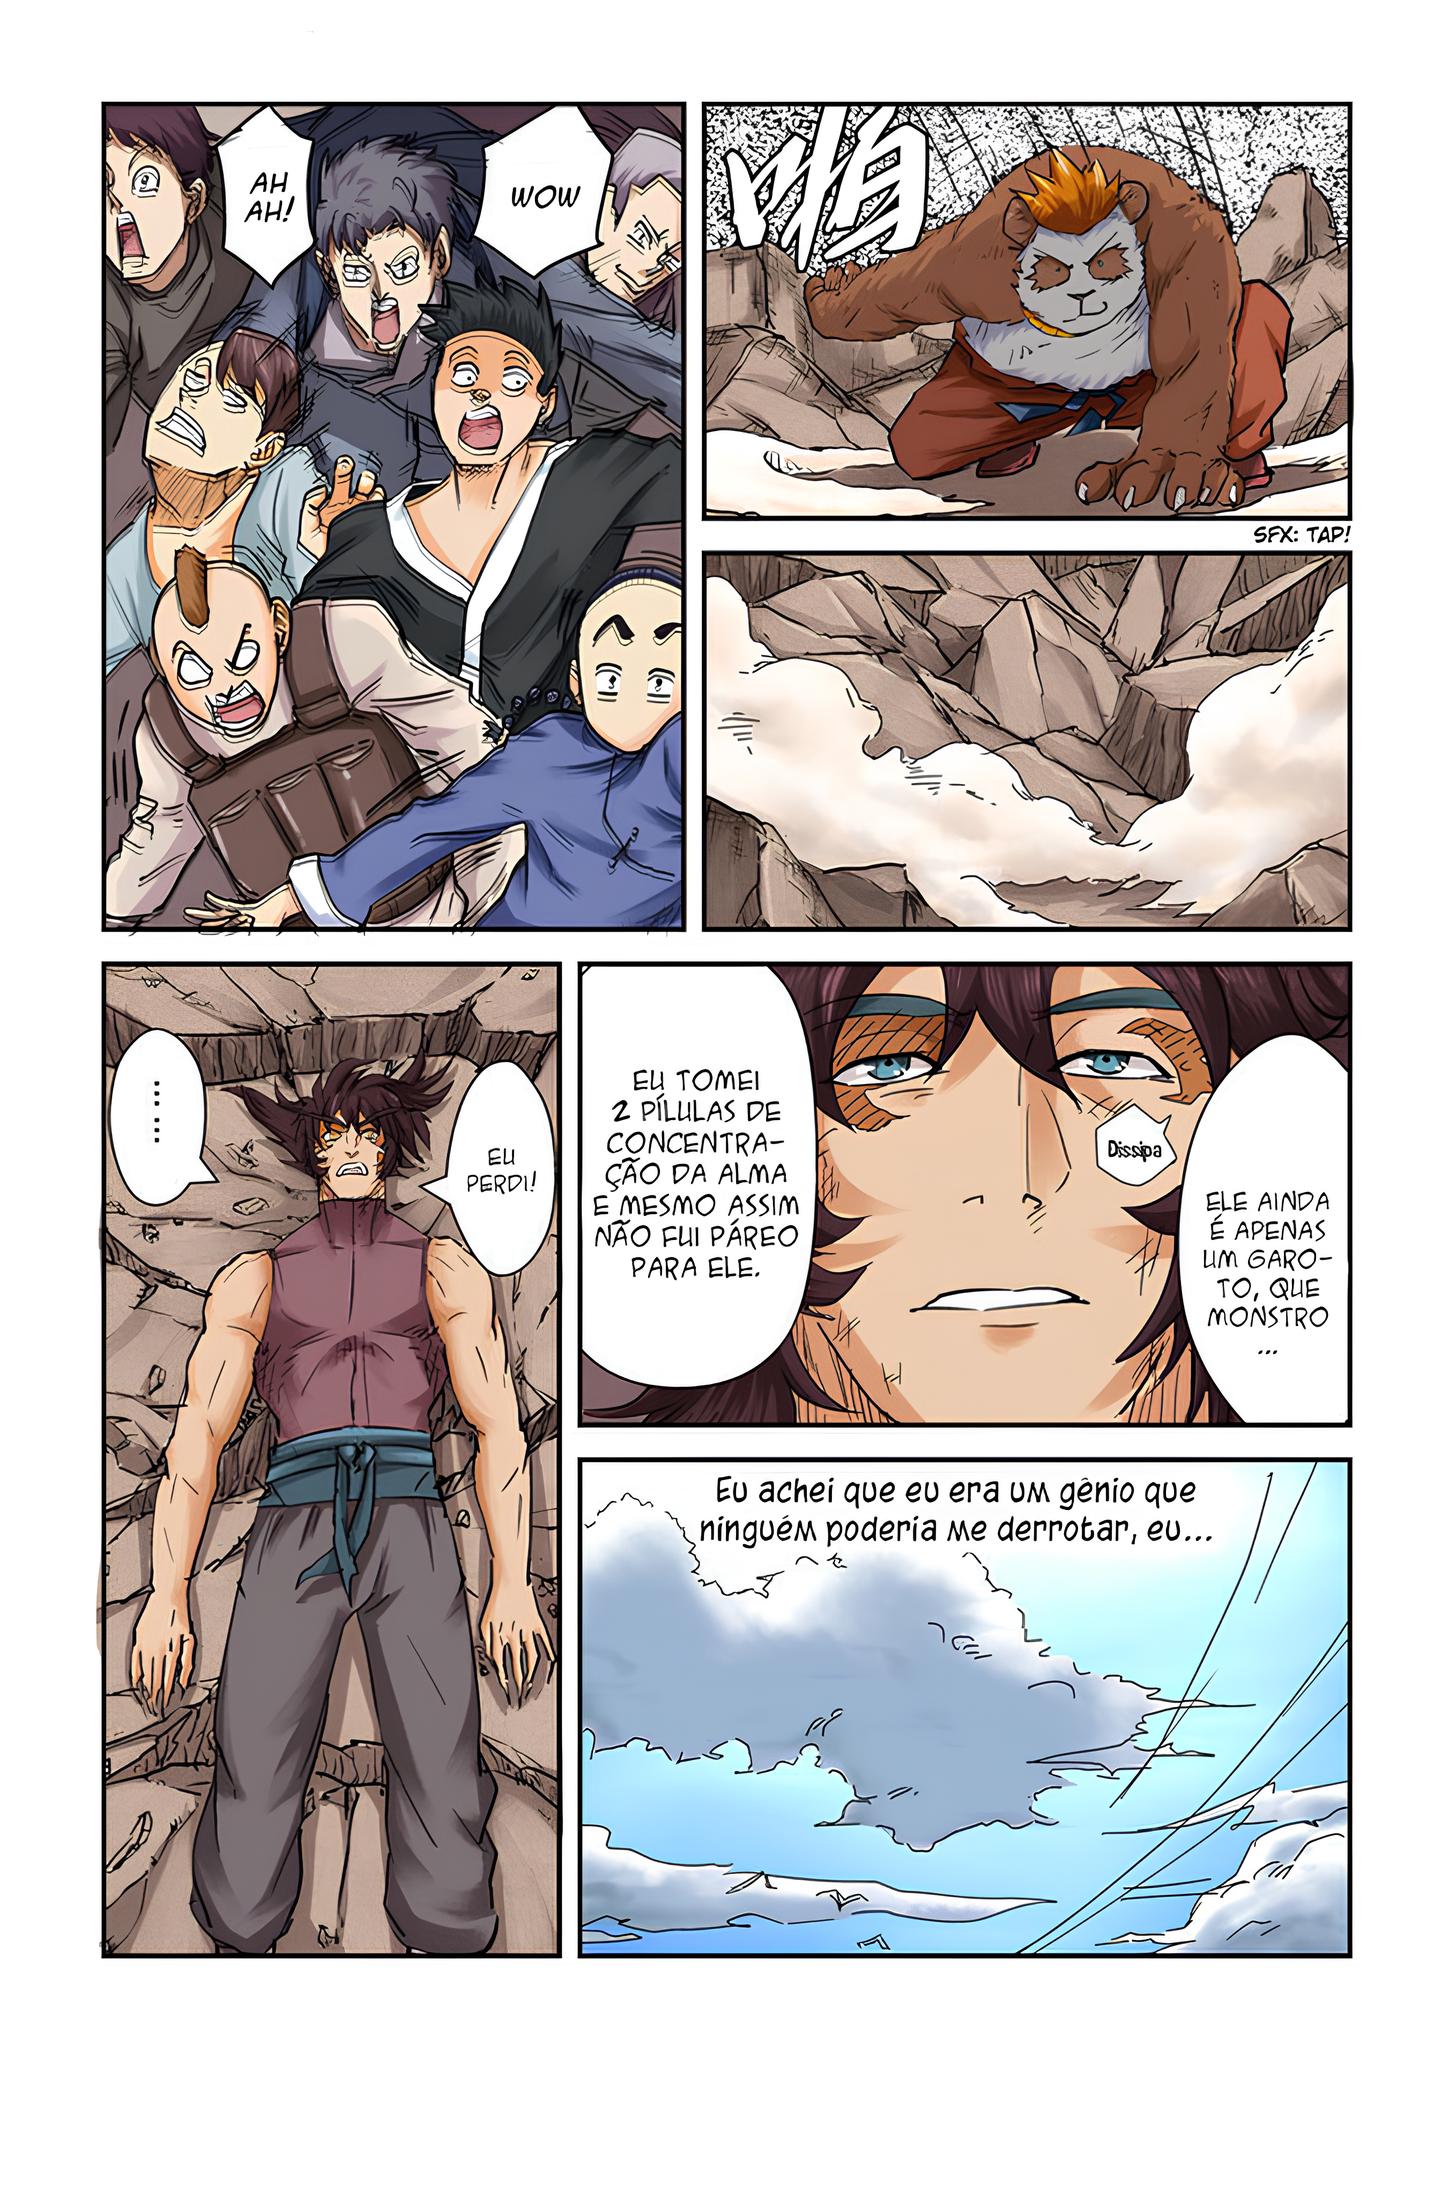 啪
SFX: TAP!
WOW
AH
AH!
ELE AINDA
É APENAS
UM GARO-
TO, QUE
MONSTRO
...
Dissipa
EU TOMEI
2 PÍLULAS DE
CONCENTRA-
ÇÃO DA ALMA
E MESMO ASSIM
NÃO FUI PÁREO
PARA ELE.
Eu achei que eu era um gênio que
ninguém poderia me derrotar, eu...
EU
PERDI!
......